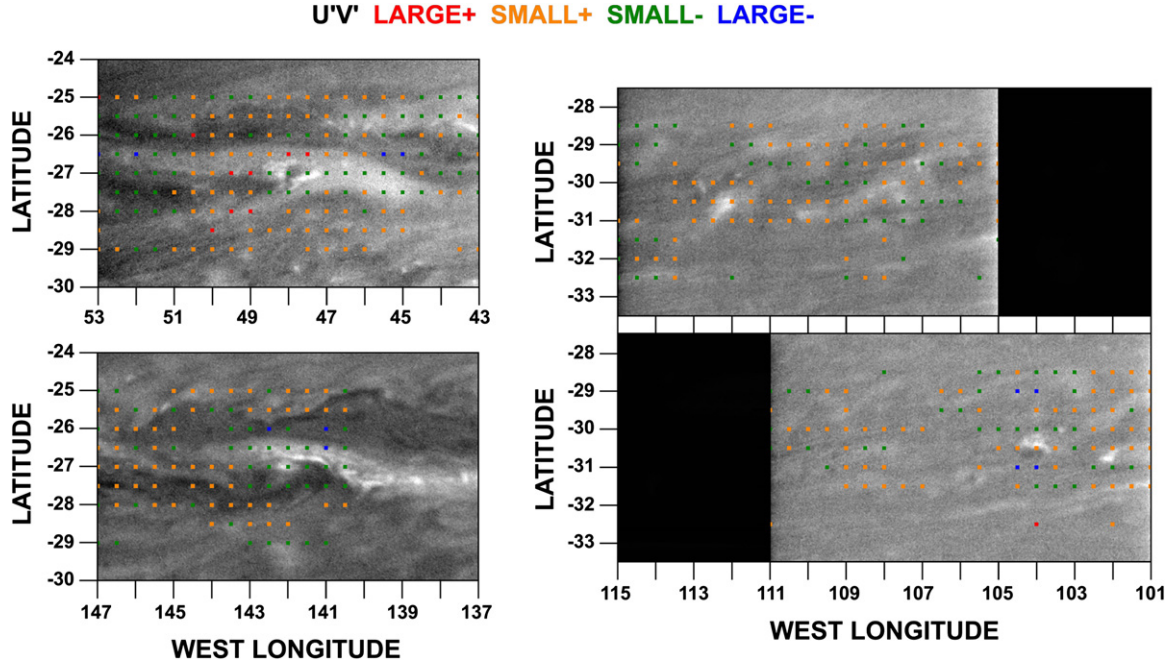 U'V' LARGE+ SMALL+ SMALL- LARGE-
LATITUDE
-24
-25
-26
-27
-28
-29
-30
53 51 49 47 45 43
LATITUDE
-24
-25
-26
-27
-28
-29
-30
147 145 143 141 139 137
WEST LONGITUDE
LATITUDE
-28
-29
-30
-31
-32
-33
LATITUDE
-28
-29
-30
-31
-32
-33
115 113 111 109 107 105 103 101
WEST LONGITUDE